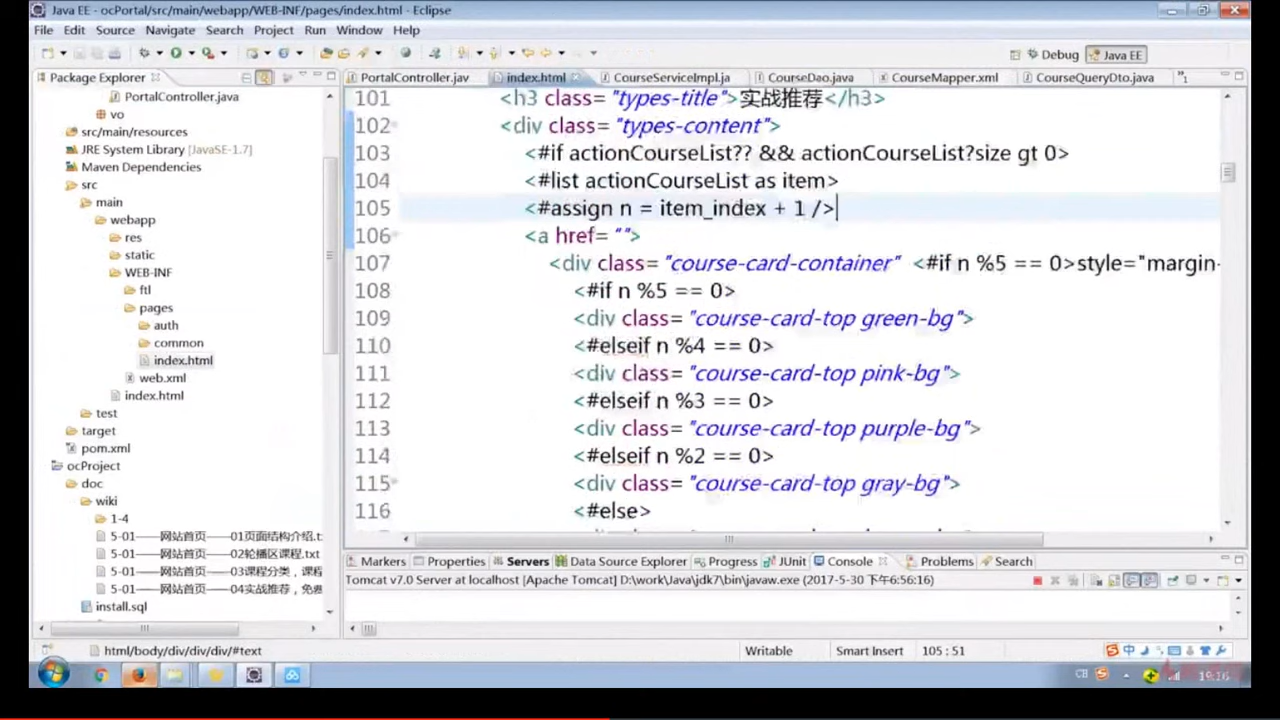 Java EE - ocPortal/src/main/webapp/WEB-INF/pages/index.html - Eclipse
File Edit Source Navigate Search Project Run Window Help
Debug Java EE
Package Explorer
PortalController.jav index.html CourseServiceImpl.ja CourseDao.java CourseMapper.xml CourseQueryDto.java
PortalController.java
vo
src/main/resources
JRE System Library [JavaSE-1.7]
Maven Dependencies
src
main
webapp
res
static
WEB-INF
ftl
pages
auth
common
index.html
web.xml
index.html
test
target
pom.xml
ocProject
doc
wiki
1-4
5-01——网站首页——01页面结构介绍.tx
5-01——网站首页——02轮播区课程.txt
5-01——网站首页——03课程分类，课程
5-01——网站首页——04实战推荐，免费
install.sql
101 <h3 class= "types-title">实战推荐</h3>
102 <div class= "types-content">
103 <#if actionCourseList?? && actionCourseList?size gt 0>
104 <#list actionCourseList as item>
105 <#assign n = item_index + 1 />
106 <a href= "">
107 <div class= "course-card-container" <#if n %5 == 0>style="margin-
108 <#if n %5 == 0>
109 <div class= "course-card-top green-bg">
110 <#elseif n %4 == 0>
111 <div class= "course-card-top pink-bg">
112 <#elseif n %3 == 0>
113 <div class= "course-card-top purple-bg">
114 <#elseif n %2 == 0>
115 <div class= "course-card-top gray-bg">
116 <#else>
Markers Properties Servers Data Source Explorer Progress JUnit Console Problems Search
Tomcat v7.0 Server at localhost [Apache Tomcat] D:\work\Java\jdk7\bin\javaw.exe (2017-5-30 下午6:56:16)
html/body/div/div/div/#text
Writable Smart Insert 105 : 51
中
CH 19:16